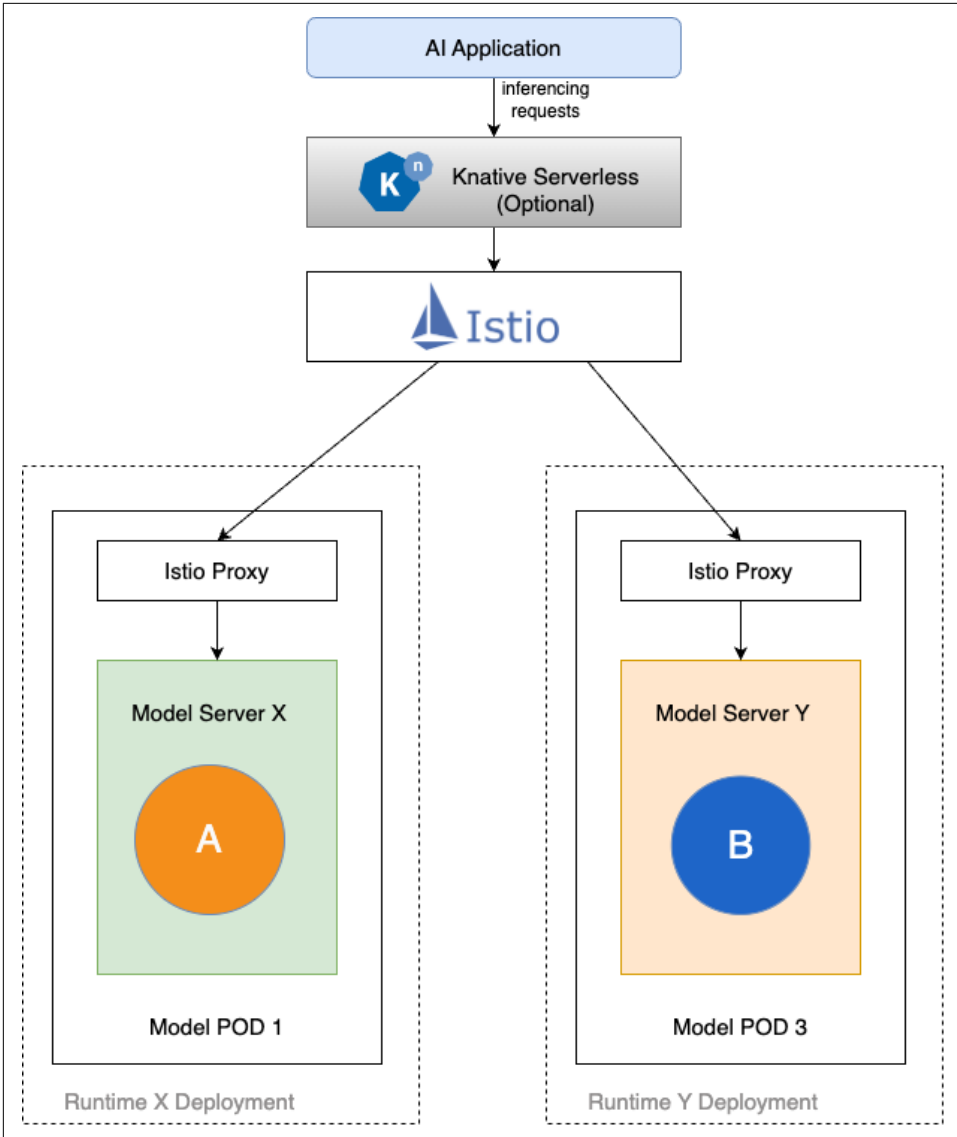 AI Application
inferencing
requests
K
n
Knative Serverless
(Optional)
Istio
Istio Proxy
Model Server X
A
Model POD 1
Runtime X Deployment
Istio Proxy
Model Server Y
B
Model POD 3
Runtime Y Deployment